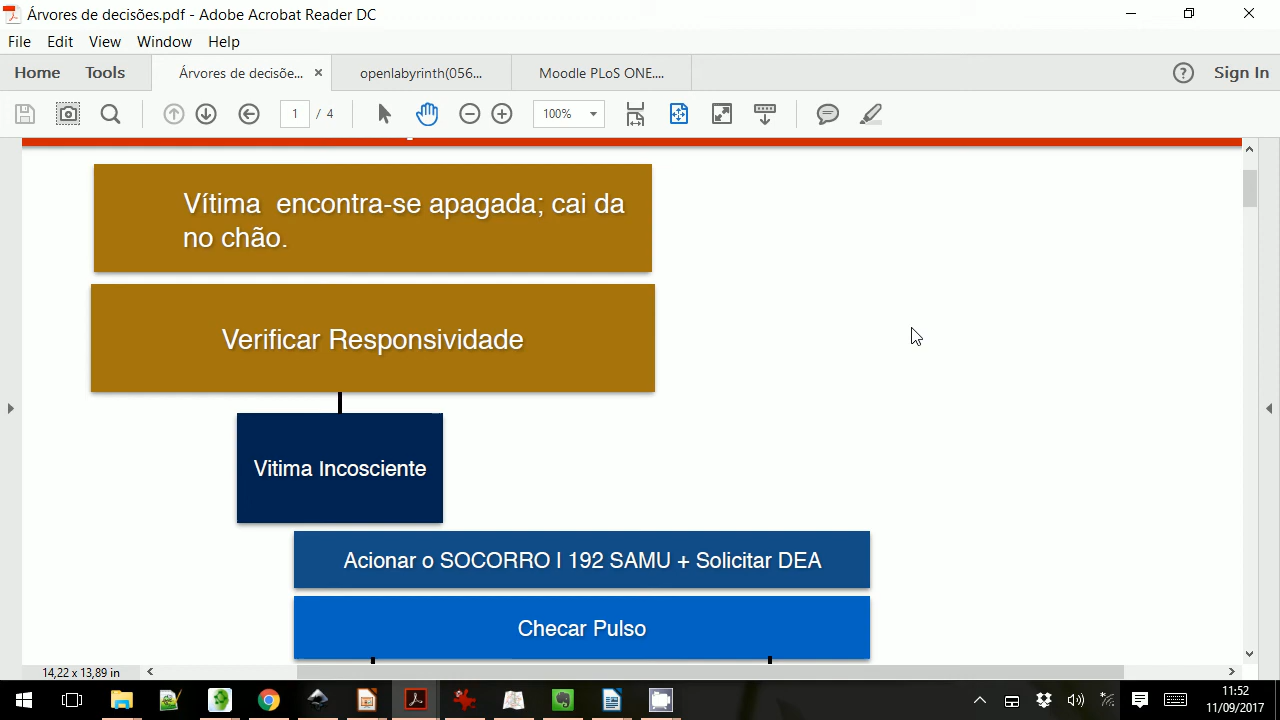 Árvores de decisões.pdf - Adobe Acrobat Reader DC
File Edit View Window Help
Home Tools Árvores de decisõe... × openlabyrinth(056... Moodle PLoS ONE.... Sign In
1 / 4 100%
Vítima encontra-se apagada; cai da
no chão.
Verificar Responsividade
Vitima Incosciente
Acionar o SOCORRO | 192 SAMU + Solicitar DEA
Checar Pulso
14,22 x 13,89 in
11:52
11/09/2017